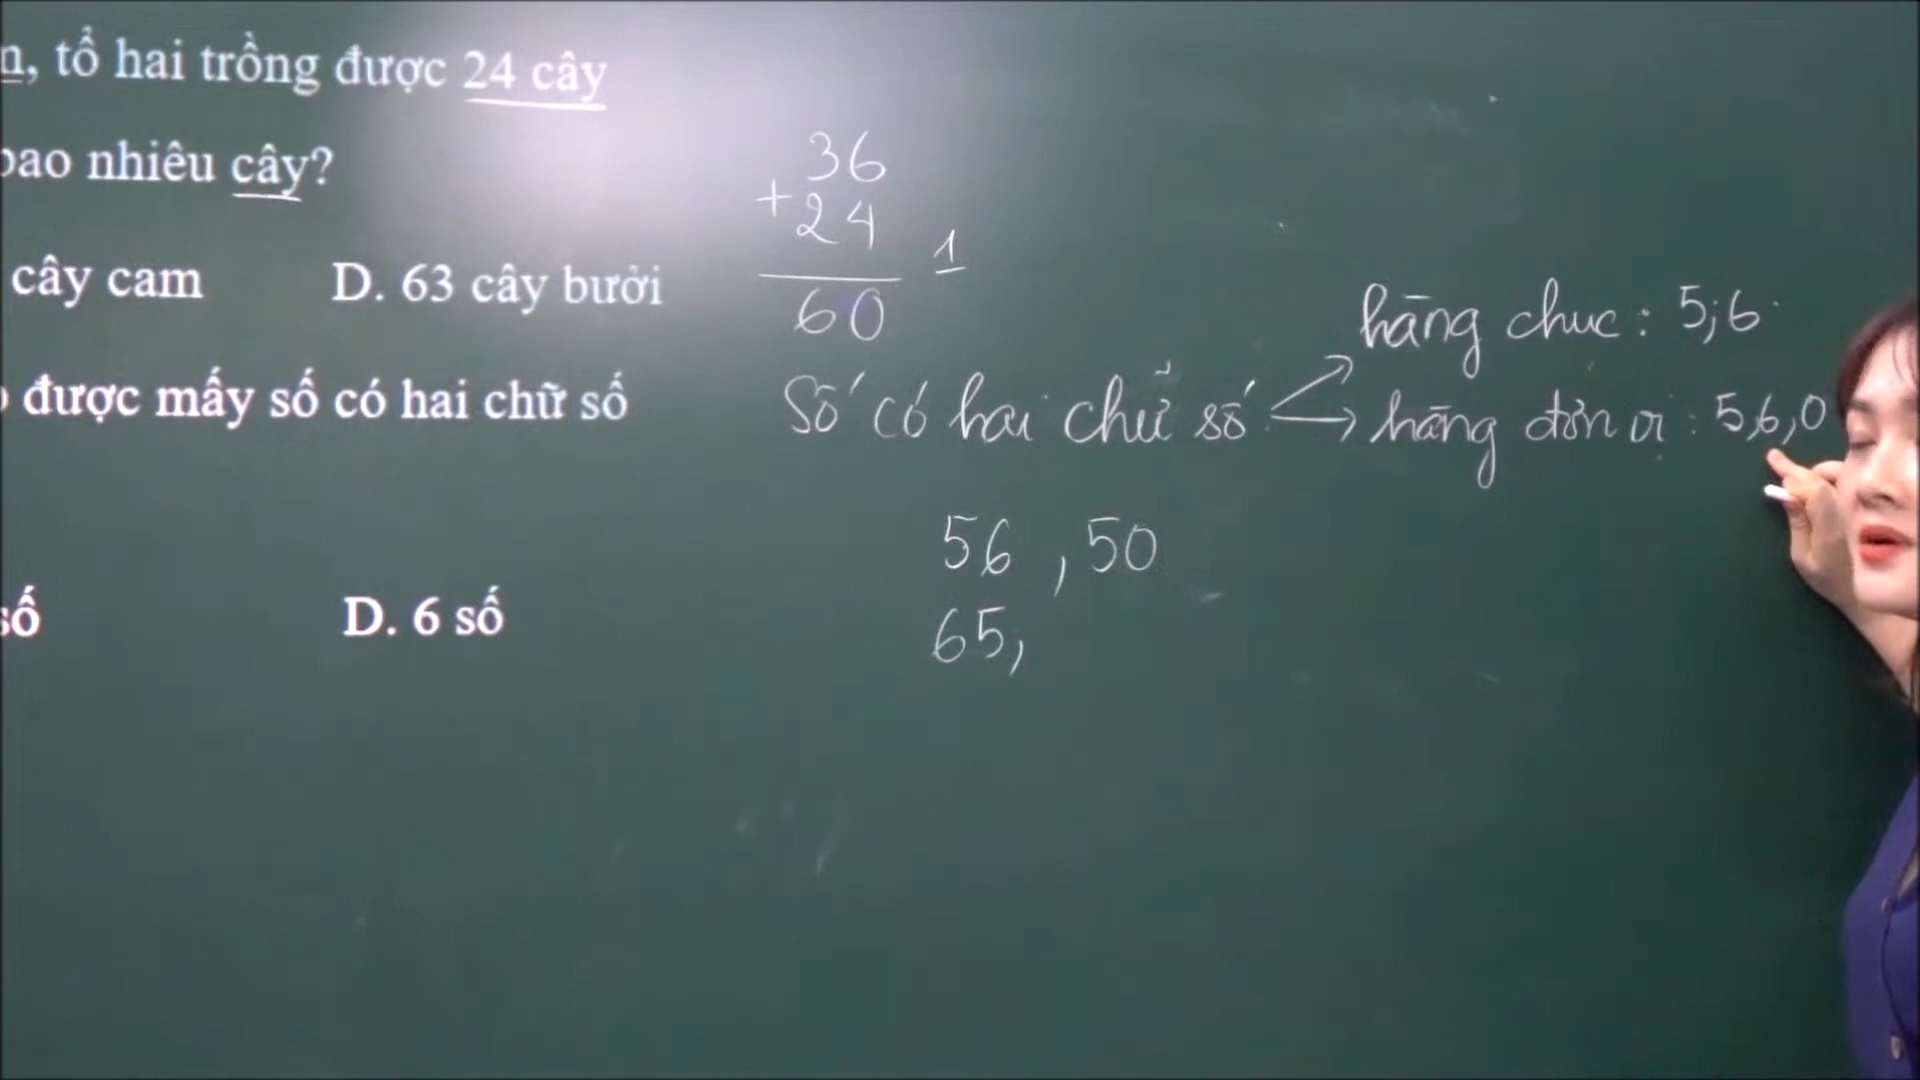 n, tổ hai trồng được 24 cây
bao nhiêu cây?
cây cam D. 63 cây bưởi
được mấy số có hai chữ số
số D. 6 số
36
+ 24
1
60
hàng chục: 5;6
Số có hai chữ số
hàng đơn vị: 5,6,0
56, 50
65,